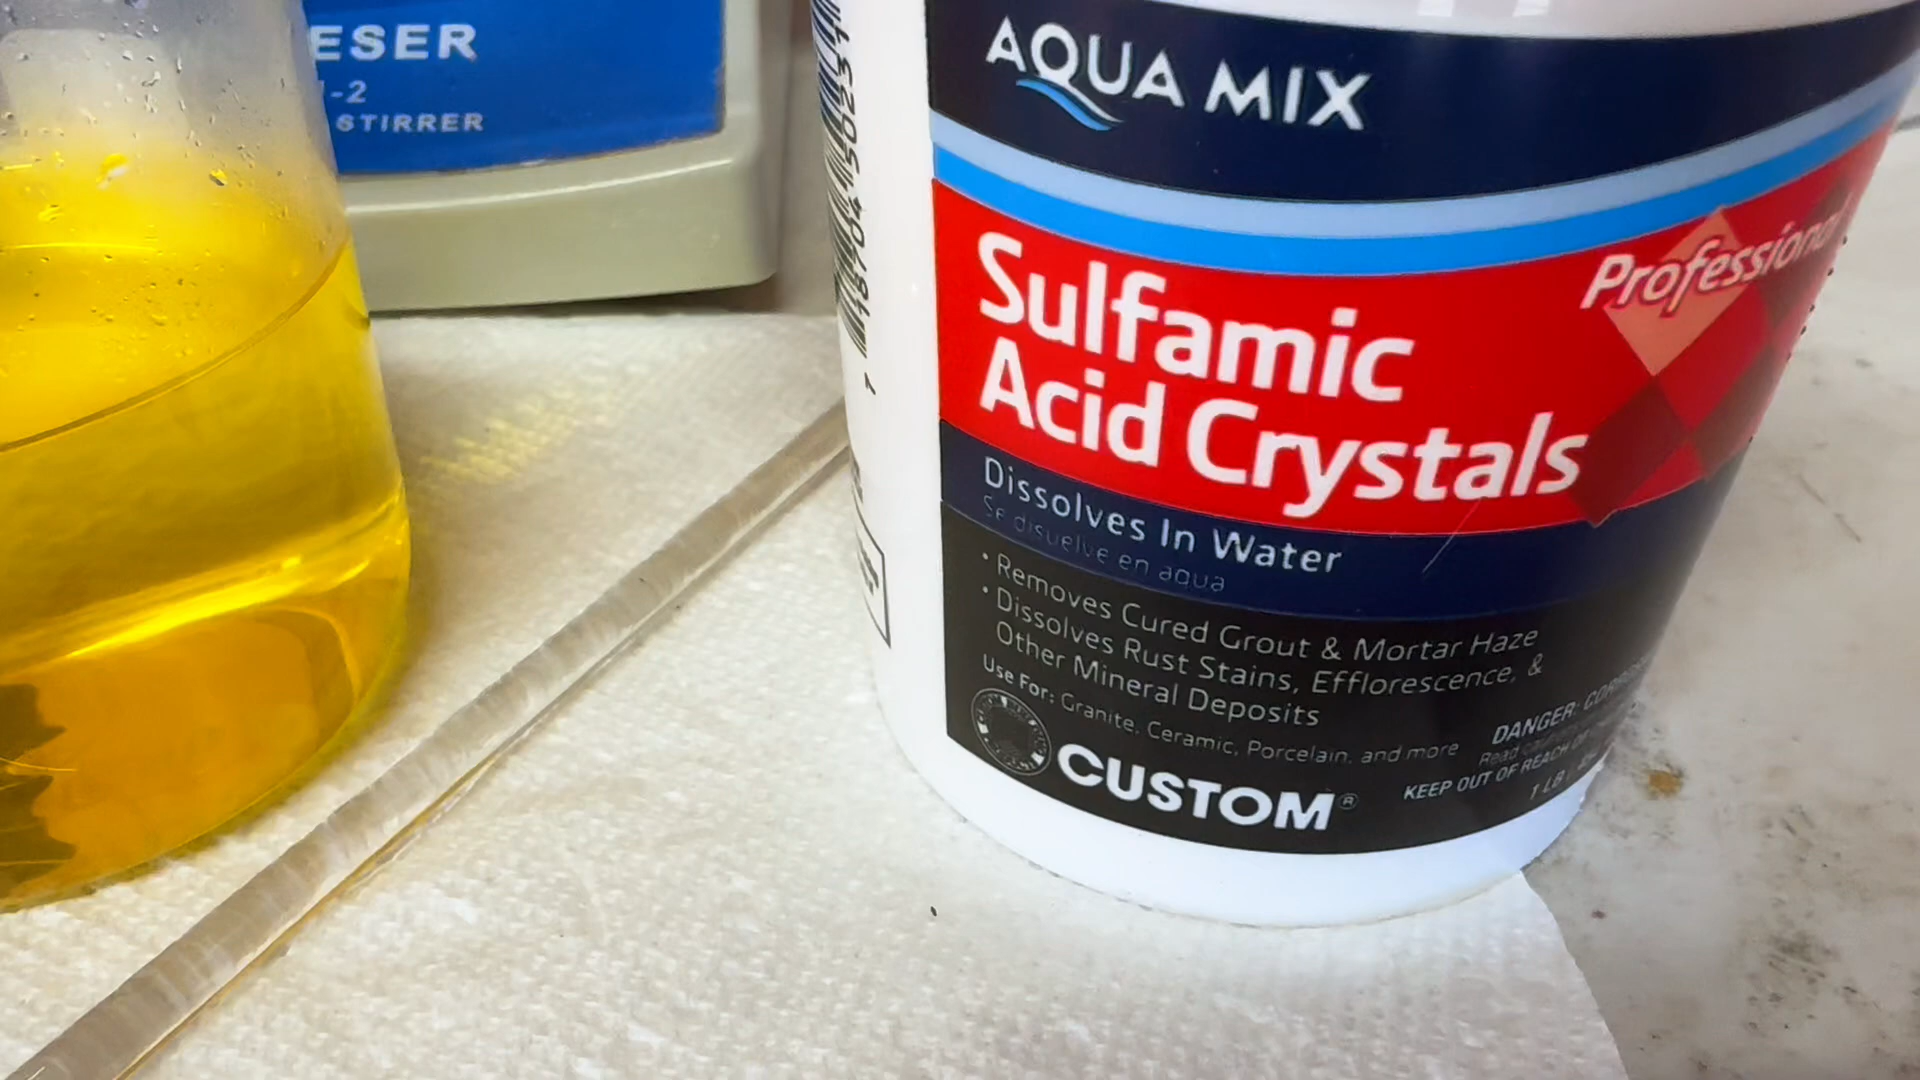 ESER
-2
STIRRER
AQUA MIX
Professional
Sulfamic
Acid Crystals
Dissolves In Water
Se disuelve en agua
• Removes Cured Grout & Mortar Haze
• Dissolves Rust Stains, Efflorescence, &
Other Mineral Deposits
Use For: Granite, Ceramic, Porcelain, and more
CUSTOM®
DANGER:
KEEP OUT OF REACH OF
1 LB